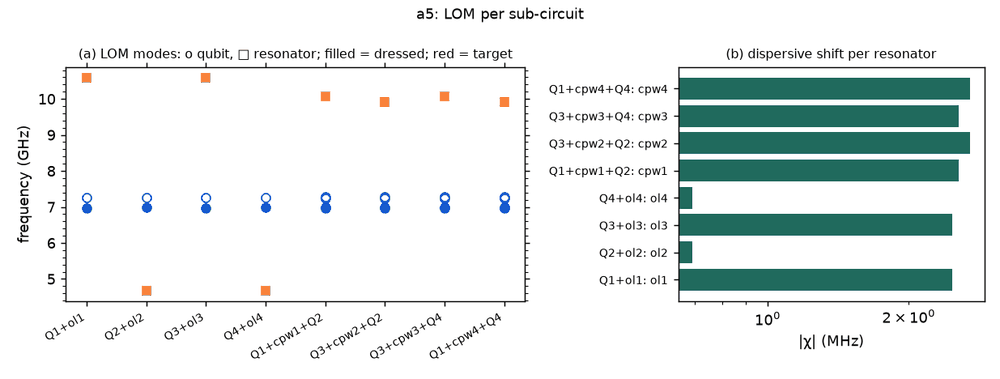 a5: LOM per sub-circuit
(a) LOM modes: o qubit, □ resonator; filled = dressed; red = target
frequency (GHz)
10
9
8
7
6
5
Q1+ol1
Q2+ol2
Q3+ol3
Q4+ol4
Q1+cpw1+Q2
Q3+cpw2+Q2
Q3+cpw3+Q4
Q1+cpw4+Q4
(b) dispersive shift per resonator
Q1+cpw4+Q4: cpw4
Q3+cpw3+Q4: cpw3
Q3+cpw2+Q2: cpw2
Q1+cpw1+Q2: cpw1
Q4+ol4: ol4
Q3+ol3: ol3
Q2+ol2: ol2
Q1+ol1: ol1
10⁰
2 × 10⁰
|χ| (MHz)